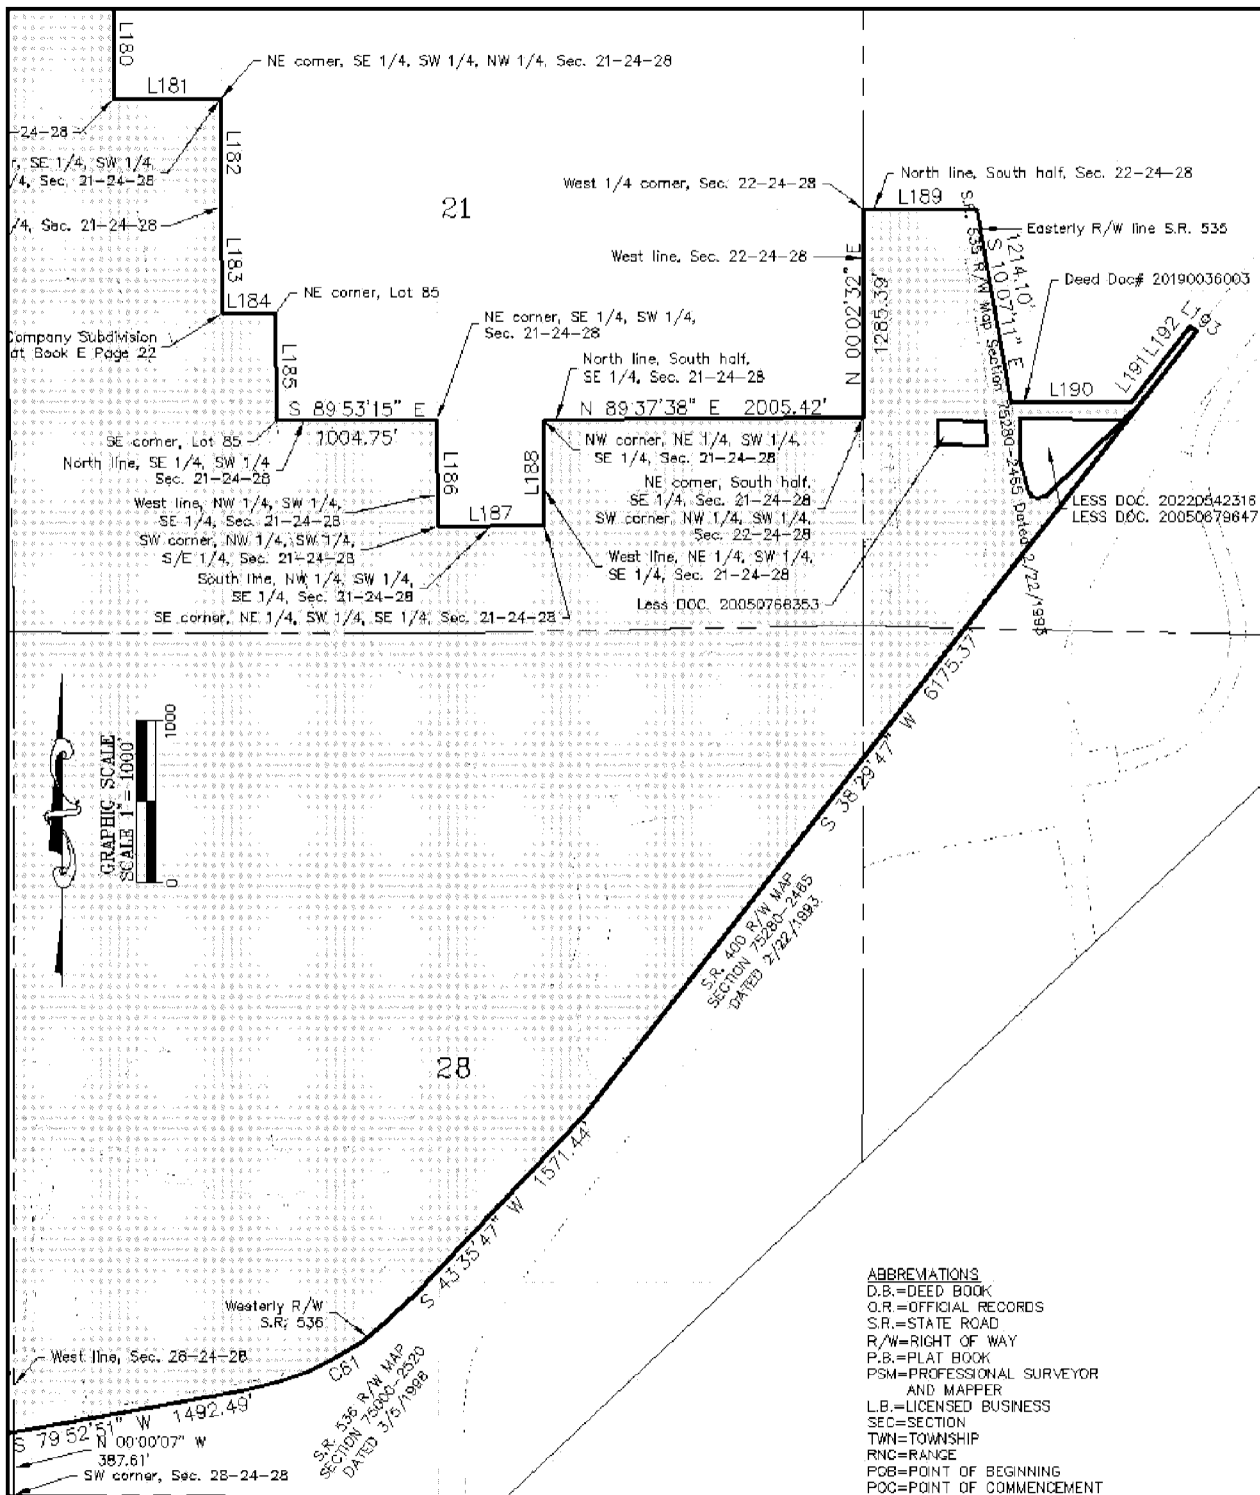 L180
L181
NE corner, SE 1/4, SW 1/4, NW 1/4, Sec. 21-24-28
-24-28
SE 1/4, SW 1/4,
Sec. 21-24-28
L182
Sec. 21-24-28
21
L183
L184
NE corner, Lot 85
Company Subdivision
at Book E Page 22
L185
West 1/4 corner, Sec. 22-24-28
North line, South half, Sec. 22-24-28
L189
West line, Sec. 22-24-28
N 00°02'32" E
1285.39'
Easterly R/W line S.R. 535
1214.10'
S 10°07'11" E
S.R. 535 R/W Map Section 75280-2465 Dated 2/22/1993
Deed Doc# 20190036003
L193
L192
L191
L190
NE corner, SE 1/4, SW 1/4,
Sec. 21-24-28
North line, South half,
SE 1/4, Sec. 21-24-28
S 89°53'15" E
1004.75'
N 89°37'38" E 2005.42'
SE corner, Lot 85
North line, SE 1/4, SW 1/4
Sec. 21-24-28
L186
L188
L187
NW corner, NE 1/4, SW 1/4,
SE 1/4, Sec. 21-24-28
NE corner, South half,
SE 1/4, Sec. 21-24-28
SW corner, NW 1/4, SW 1/4,
Sec. 22-24-28
West line, NW 1/4, SW 1/4,
SE 1/4, Sec. 21-24-28
SW corner, NW 1/4, SW 1/4,
S/E 1/4, Sec. 21-24-28
South line, NW 1/4, SW 1/4,
SE 1/4, Sec. 21-24-28
SE corner, NE 1/4, SW 1/4, SE 1/4, Sec. 21-24-28
West line, NE 1/4, SW 1/4,
SE 1/4, Sec. 21-24-28
Less DOC. 20050768353
LESS DOC. 20220542316
LESS DOC. 20050679647
GRAPHIC SCALE
SCALE 1"= 1000'
0
1000
S 38°29'47" W 6175.37'
S.R. 400 R/W MAP
SECTION 75280-2465
DATED 2/22/1993
28
S 43°35'47" W 1571.44'
Westerly R/W
S.R. 536
C61
S.R. 536 R/W MAP
SECTION 75000-2520
DATED 3/5/1998
West line, Sec. 28-24-28
S 79°52'51" W 1492.49'
N 00°00'07" W
387.61'
SW corner, Sec. 28-24-28
ABBREVIATIONS
D.B.=DEED BOOK
O.R.=OFFICIAL RECORDS
S.R.=STATE ROAD
R/W=RIGHT OF WAY
P.B.=PLAT BOOK
PSM=PROFESSIONAL SURVEYOR
AND MAPPER
L.B.=LICENSED BUSINESS
SEC=SECTION
TWN=TOWNSHIP
RNG=RANGE
POB=POINT OF BEGINNING
POC=POINT OF COMMENCEMENT